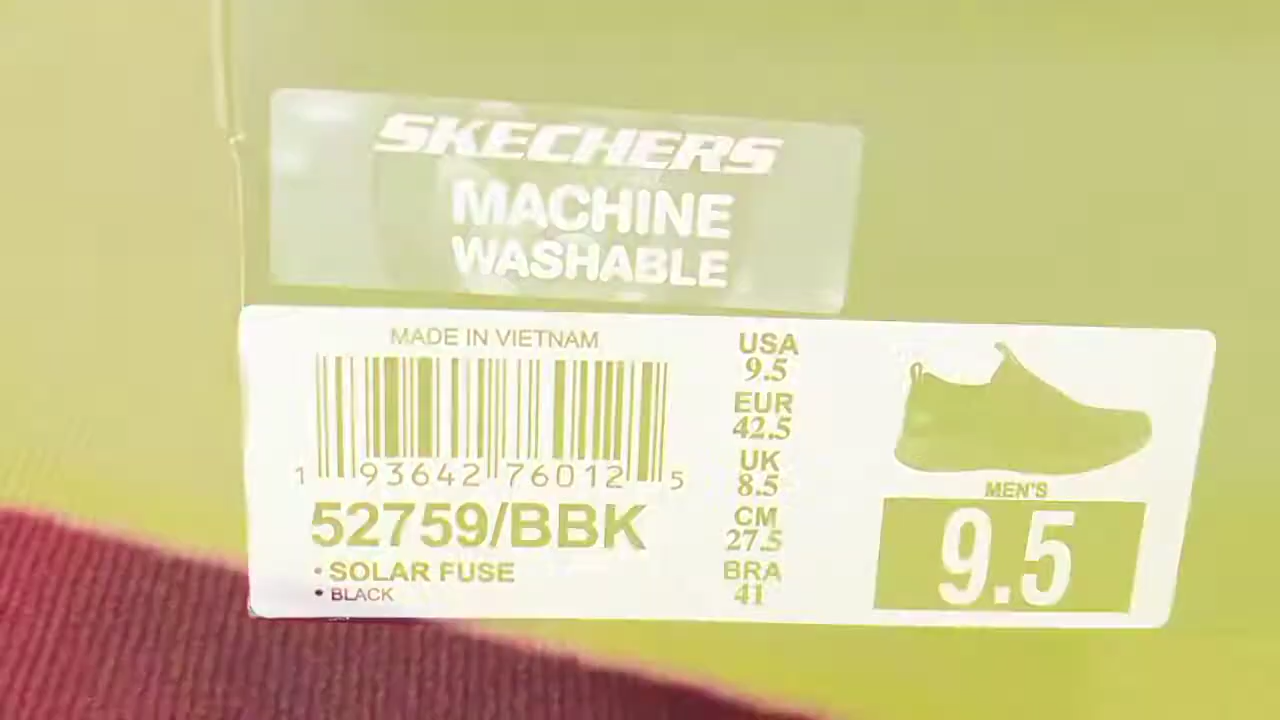 SKECHERS
MACHINE
WASHABLE
MADE IN VIETNAM
1 93642 76012 5
52759/BBK
• SOLAR FUSE
• BLACK
USA
9.5
EUR
42.5
UK
8.5
CM
27.5
BRA
41
MEN'S
9.5